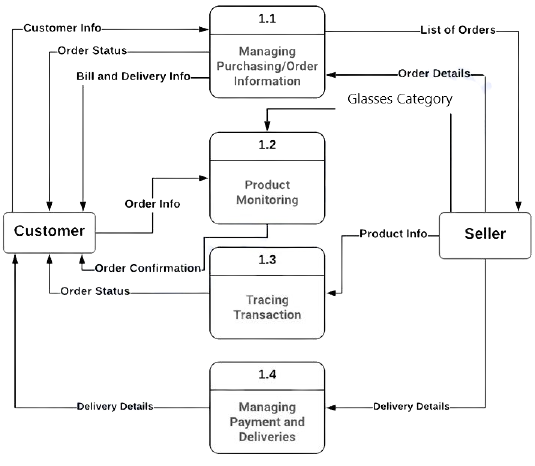 1.1
Customer Info
List of Orders
Order Status
Managing
Purchasing/Order
Information
Bill and Delivery Info
Order Details
Glasses Category
1.2
Product
Monitoring
Order Info
Customer
Product Info
Seller
Order Confirmation
1.3
Order Status
Tracing
Transaction
1.4
Delivery Details
Managing
Payment and
Deliveries
Delivery Details